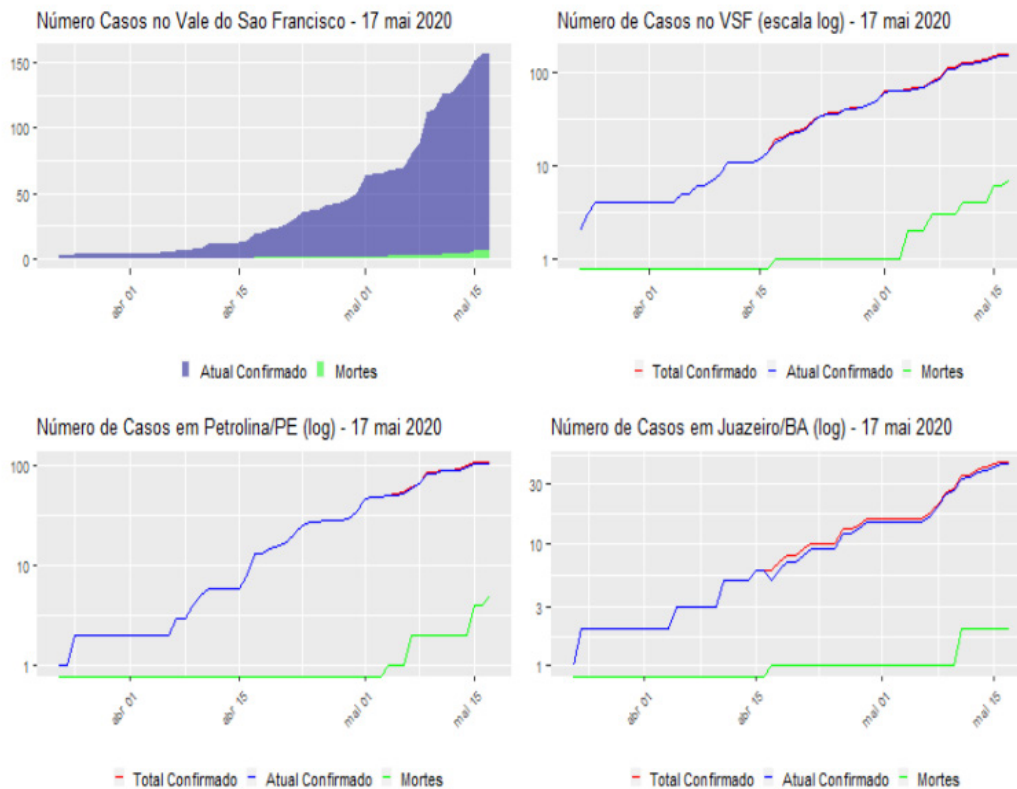 Número Casos no Vale do Sao Francisco - 17 mai 2020
150
100
50
0
abr 01
abr 15
mai 01
mai 15
Atual Confirmado
Mortes
Número de Casos no VSF (escala log) - 17 mai 2020
100
10
1
abr 01
abr 15
mai 01
mai 15
Total Confirmado
Atual Confirmado
Mortes
Número de Casos em Petrolina/PE (log) - 17 mai 2020
100
10
1
abr 01
abr 15
mai 01
mai 15
Total Confirmado
Atual Confirmado
Mortes
Número de Casos em Juazeiro/BA (log) - 17 mai 2020
30
10
3
1
abr 01
abr 15
mai 01
mai 15
Total Confirmado
Atual Confirmado
Mortes